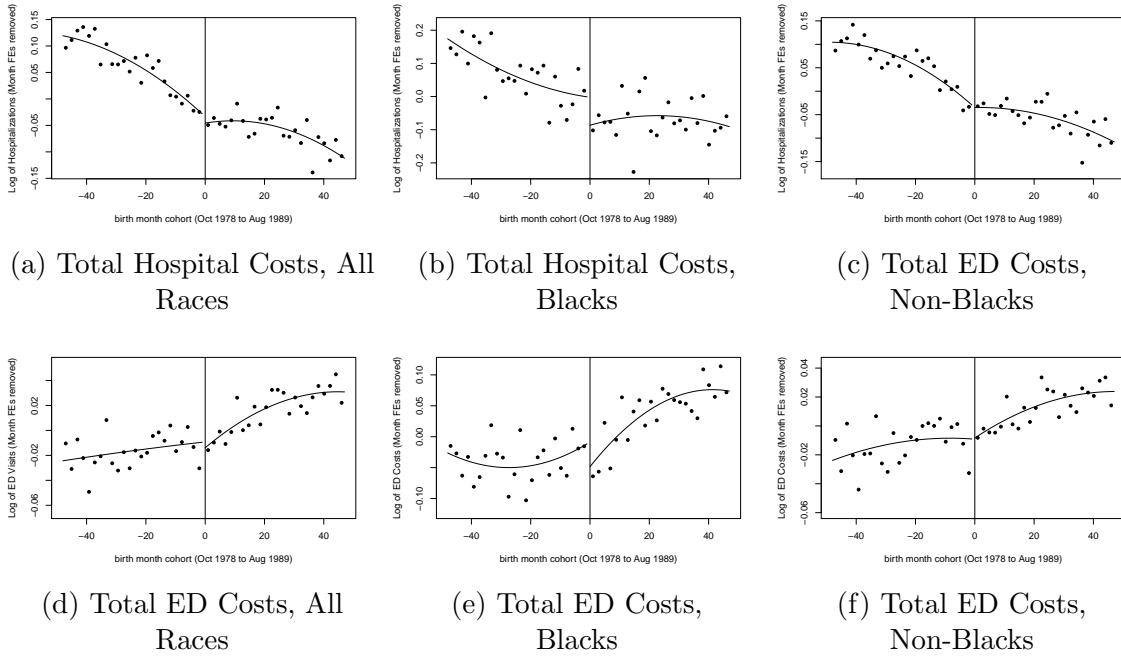 Log of Hospitalizations (Month FEs removed)
0.15
0.10
0.05
−0.05
−0.15
−40
−20
0
20
40
birth month cohort (Oct 1978 to Aug 1989)
(a) Total Hospital Costs, All
Races
Log of Hospitalizations (Month FEs removed)
0.2
0.1
0.0
−0.1
−0.2
−40
−20
0
20
40
birth month cohort (Oct 1978 to Aug 1989)
(b) Total Hospital Costs,
Blacks
Log of Hospitalizations (Month FEs removed)
0.15
0.05
−0.05
−0.15
−40
−20
0
20
40
birth month cohort (Oct 1978 to Aug 1989)
(c) Total ED Costs,
Non-Blacks
Log of ED Visits (Month FEs removed)
0.02
−0.02
−0.06
−40
−20
0
20
40
birth month cohort (Oct 1978 to Aug 1989)
(d) Total ED Costs, All
Races
Log of ED Costs (Month FEs removed)
0.10
0.05
0.00
−0.10
−40
−20
0
20
40
birth month cohort (Oct 1978 to Aug 1989)
(e) Total ED Costs,
Blacks
Log of ED Costs (Month FEs removed)
0.04
0.02
−0.02
−0.06
−40
−20
0
20
40
birth month cohort (Oct 1978 to Aug 1989)
(f) Total ED Costs,
Non-Blacks